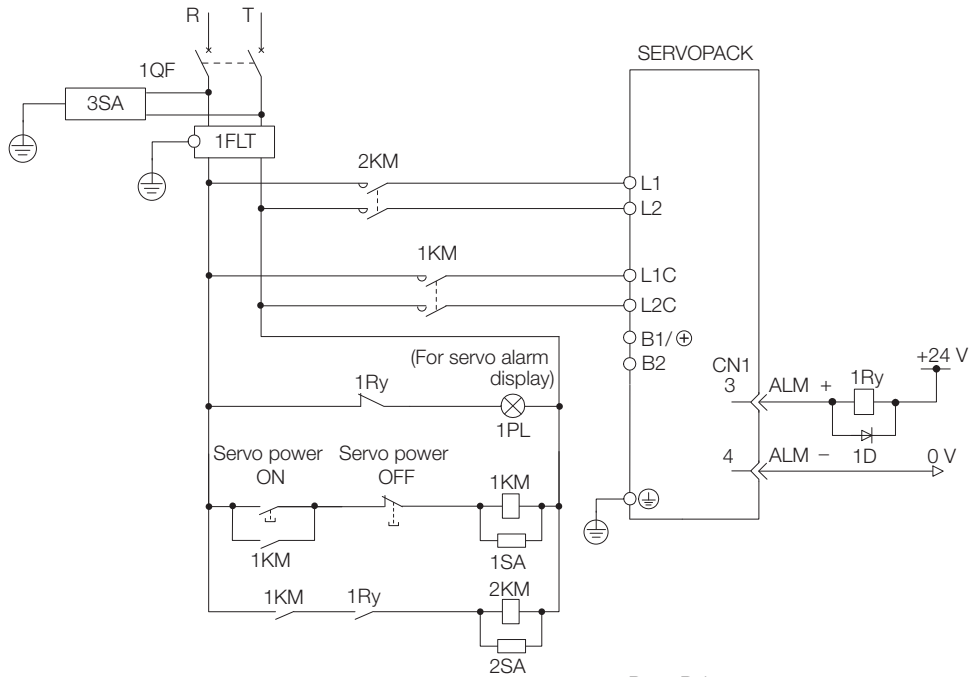 R
T
1QF
SERVOPACK
3SA
1FLT
2KM
L1
L2
1KM
L1C
L2C
B1/⊕
B2
(For servo alarm
display)
CN1
+24 V
1Ry
3
ALM +
1Ry
1PL
1D
4
ALM −
0 V
Servo power
ON
Servo power
OFF
1KM
1KM
1SA
1KM
1Ry
2KM
2SA